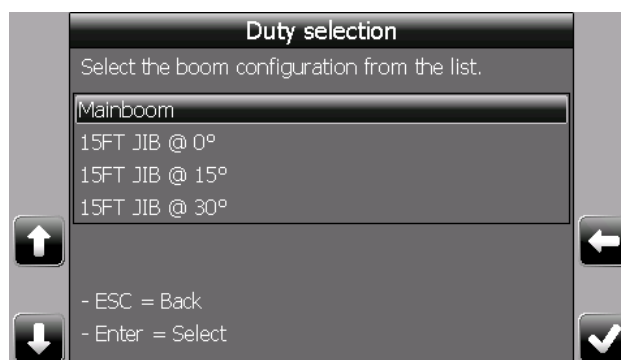 Duty selection
Select the boom configuration from the list.
Mainboom
15FT JIB @ 0°
15FT JIB @ 15°
15FT JIB @ 30°
- ESC = Back
- Enter = Select